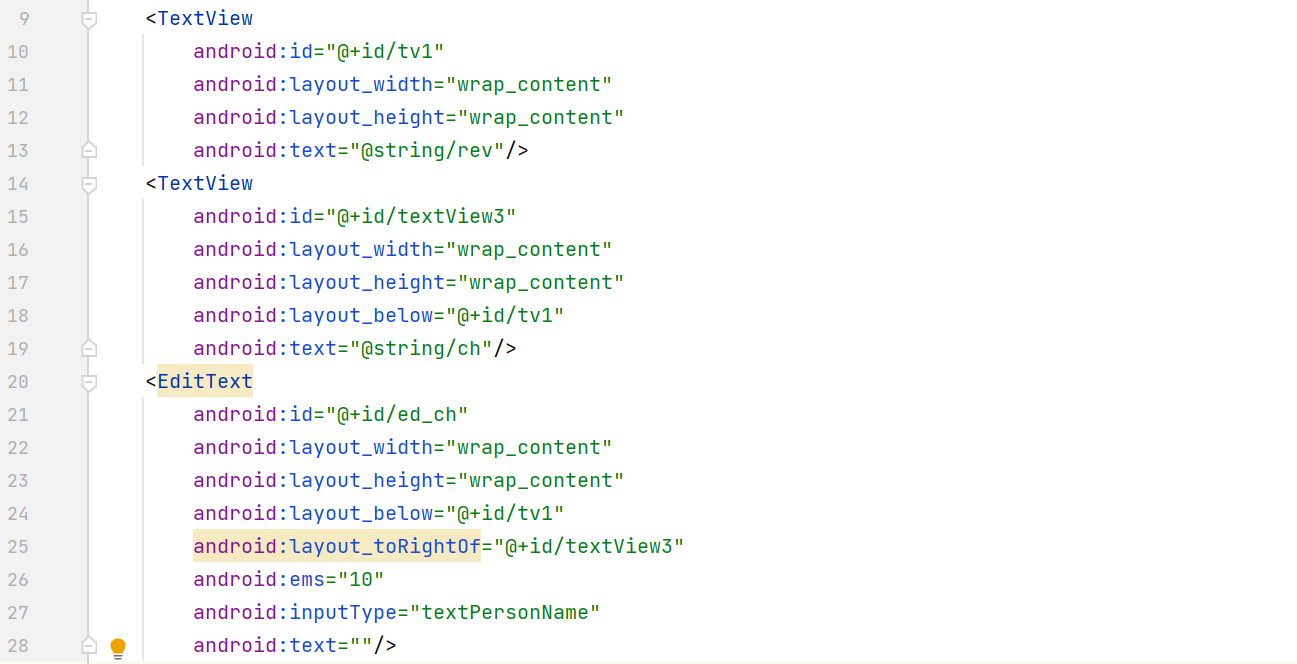 9 <TextView
10 android:id="@+id/tv1"
11 android:layout_width="wrap_content"
12 android:layout_height="wrap_content"
13 android:text="@string/rev"/>
14 <TextView
15 android:id="@+id/textView3"
16 android:layout_width="wrap_content"
17 android:layout_height="wrap_content"
18 android:layout_below="@+id/tv1"
19 android:text="@string/ch"/>
20 <EditText
21 android:id="@+id/ed_ch"
22 android:layout_width="wrap_content"
23 android:layout_height="wrap_content"
24 android:layout_below="@+id/tv1"
25 android:layout_toRightOf="@+id/textView3"
26 android:ems="10"
27 android:inputType="textPersonName"
28 android:text=""/>